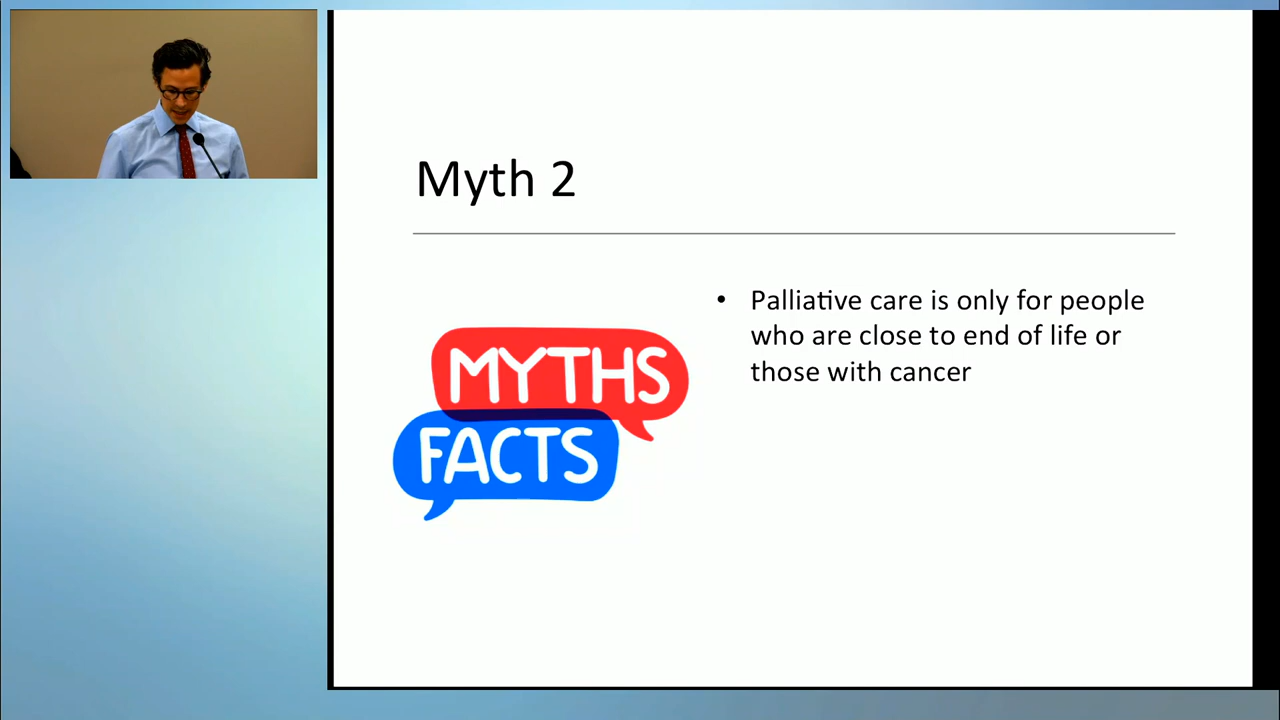 Myth 2
• Palliative care is only for people
who are close to end of life or
those with cancer
MYTHS
FACTS